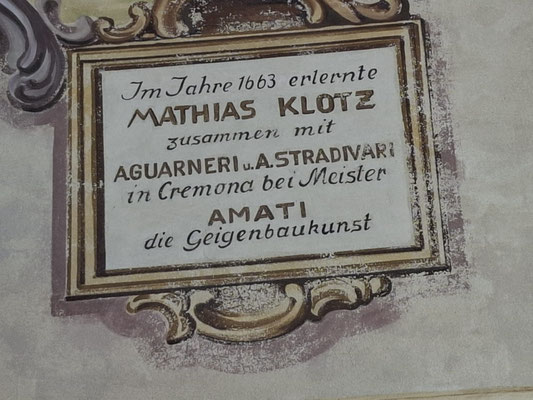 Im Jahre 1663 erlernte
MATHIAS KLOTZ
zusammen mit
A GUARNERI u. A. STRADIVARI
in Cremona bei Meister
AMATI
die Geigenbaukunst